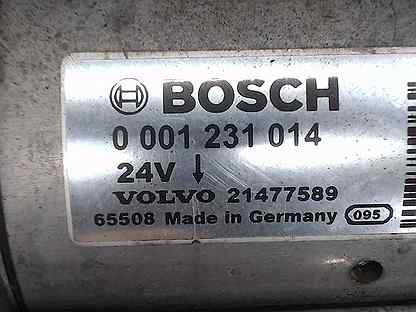 BOSCH
0 001 231 014
24V ↓
VOLVO 21477589
65508 Made in Germany 095